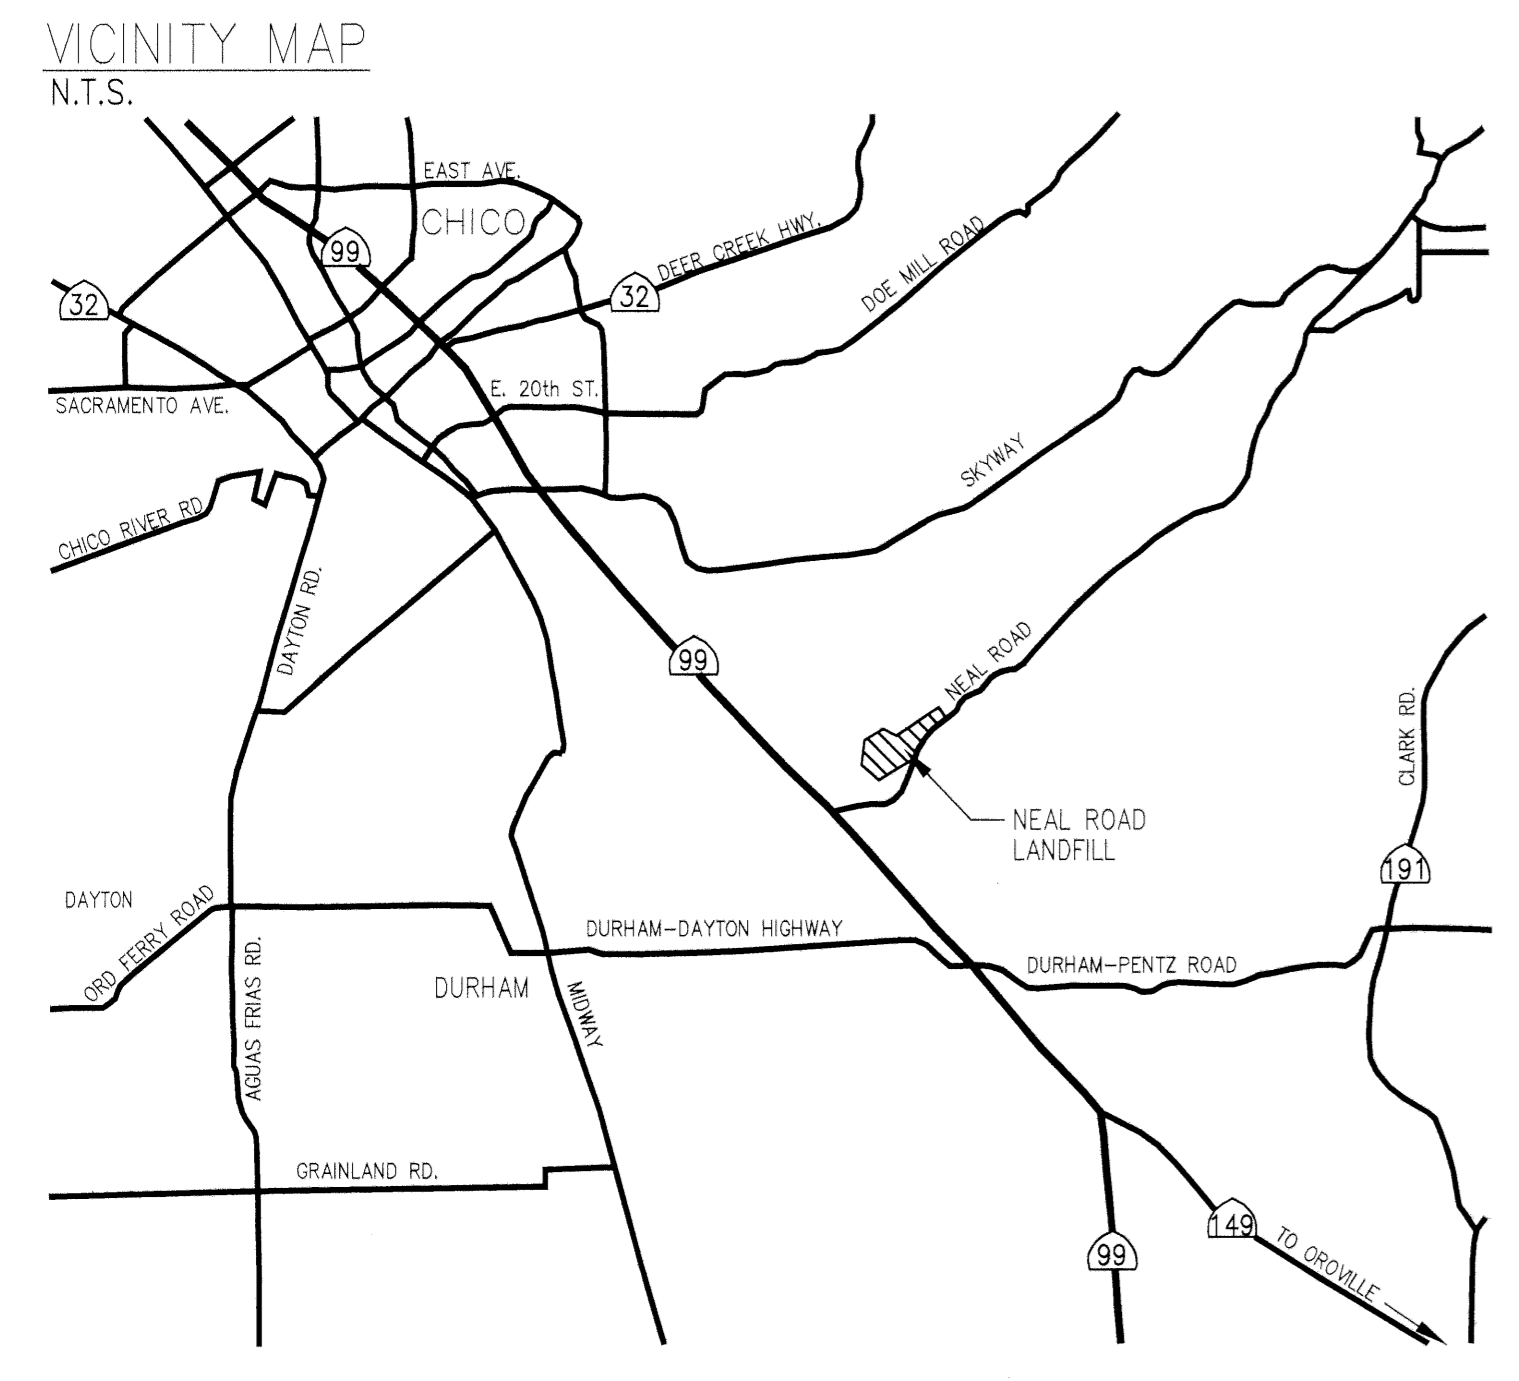 VICINITY MAP
N.T.S.
EAST AVE.
CHICO
99
DEER CREEK HWY.
32
32
DOE MILL ROAD
E. 20th ST.
SACRAMENTO AVE.
SKYWAY
CHICO RIVER RD
DAYTON RD.
99
NEAL ROAD
CLARK RD.
NEAL ROAD
LANDFILL
191
DAYTON
ORD FERRY ROAD
DURHAM-DAYTON HIGHWAY
DURHAM-PENTZ ROAD
AGUAS FRIAS RD.
DURHAM
MIDWAY
GRAINLAND RD.
149
99
TO OROVILLE